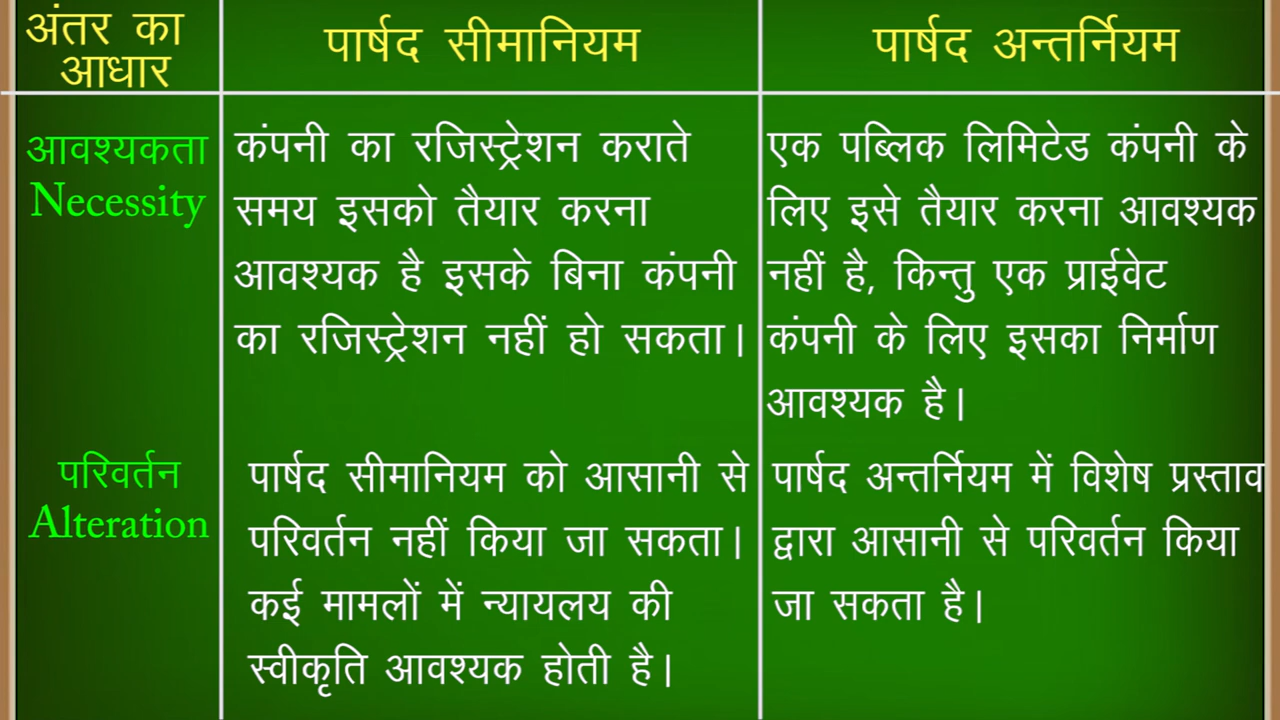 अंतर का
आधार
पार्षद सीमानियम
पार्षद अन्तर्नियम
आवश्यकता
Necessity
कंपनी का रजिस्ट्रेशन कराते
समय इसको तैयार करना
आवश्यक है इसके बिना कंपनी
का रजिस्ट्रेशन नहीं हो सकता।
एक पब्लिक लिमिटेड कंपनी के
लिए इसे तैयार करना आवश्यक
नहीं है, किन्तु एक प्राईवेट
कंपनी के लिए इसका निर्माण
आवश्यक है।
परिवर्तन
Alteration
पार्षद सीमानियम को आसानी से
परिवर्तन नहीं किया जा सकता।
कई मामलों में न्यायलय की
स्वीकृति आवश्यक होती है।
पार्षद अन्तर्नियम में विशेष प्रस्ताव
द्वारा आसानी से परिवर्तन किया
जा सकता है।